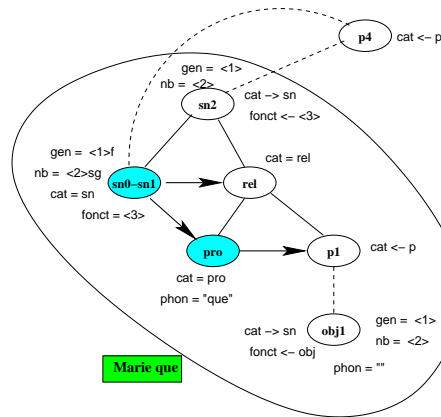 p4
cat <- p
gen = <1>
nb = <2>
sn2
cat -> sn
fonct <- <3>
gen = <1>f
nb = <2>sg
cat = sn
fonct = <3>
sn0-sn1
cat = rel
rel
pro
cat = pro
phon = "que"
p1
cat <- p
cat -> sn
fonct <- obj
obj1
gen = <1>
nb = <2>
phon = ""
Marie que